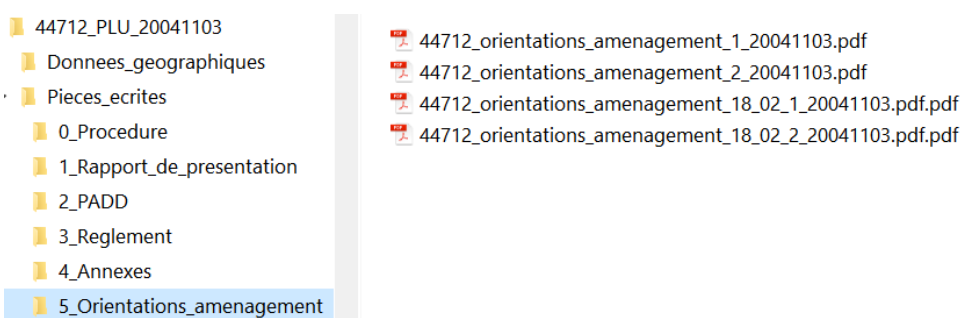 44712_PLU_20041103
Donnees_geographiques
Pieces_ecrites
0_Procedure
1_Rapport_de_presentation
2_PADD
3_Reglement
4_Annexes
5_Orientations_amenagement
44712_orientations_amenagement_1_20041103.pdf
44712_orientations_amenagement_2_20041103.pdf
44712_orientations_amenagement_18_02_1_20041103.pdf.pdf
44712_orientations_amenagement_18_02_2_20041103.pdf.pdf